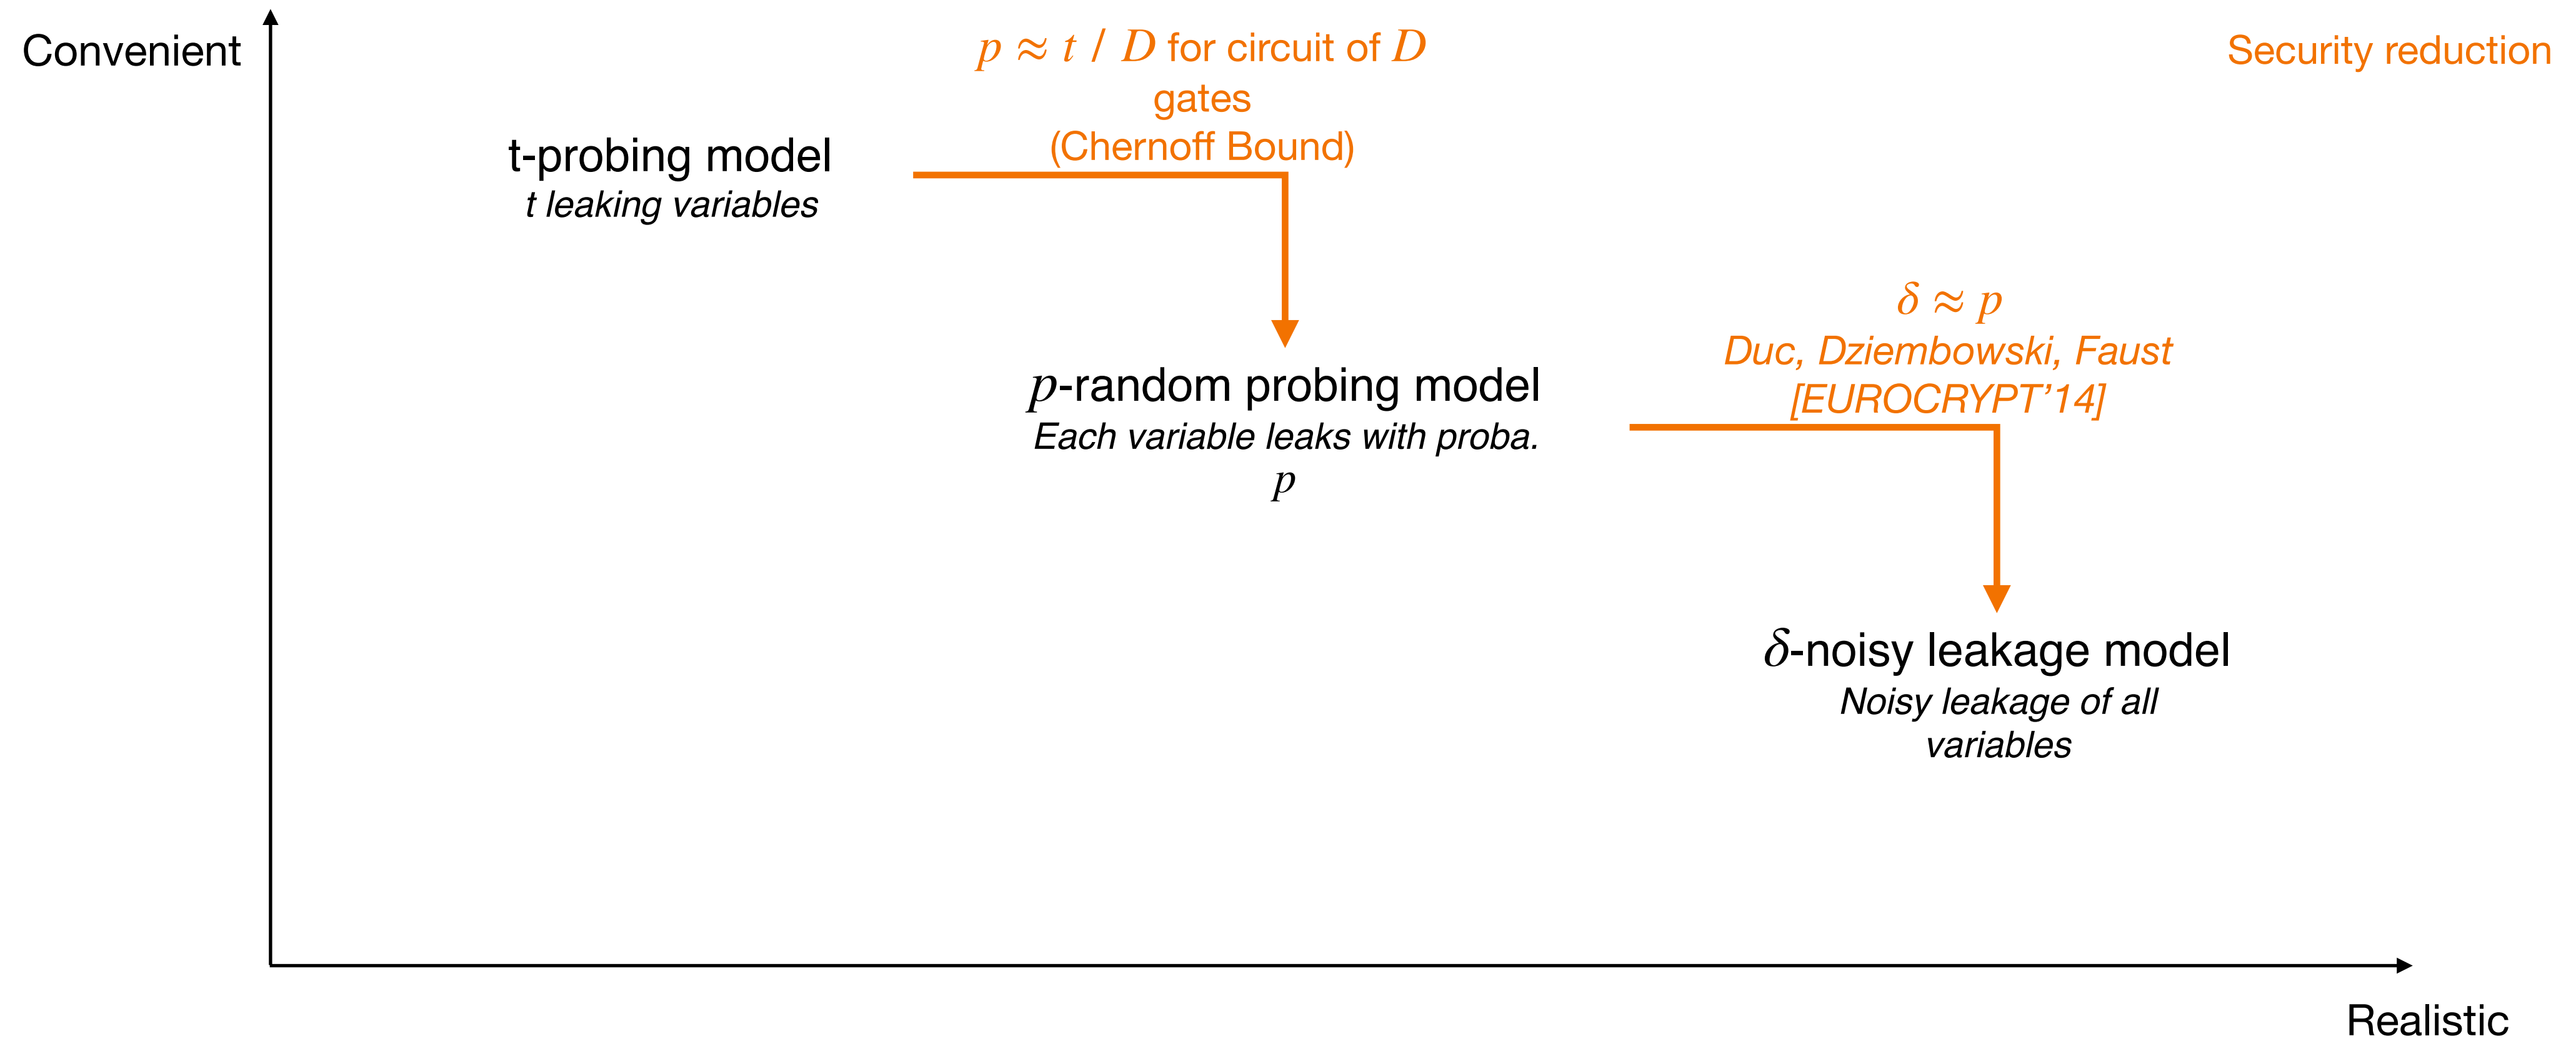 Convenient
p ≈ t / D for circuit of D
gates
(Chernoff Bound)
Security reduction
t-probing model
t leaking variables
δ ≈ p
Duc, Dziembowski, Faust
[EUROCRYPT’14]
p-random probing model
Each variable leaks with proba.
p
δ-noisy leakage model
Noisy leakage of all
variables
Realistic